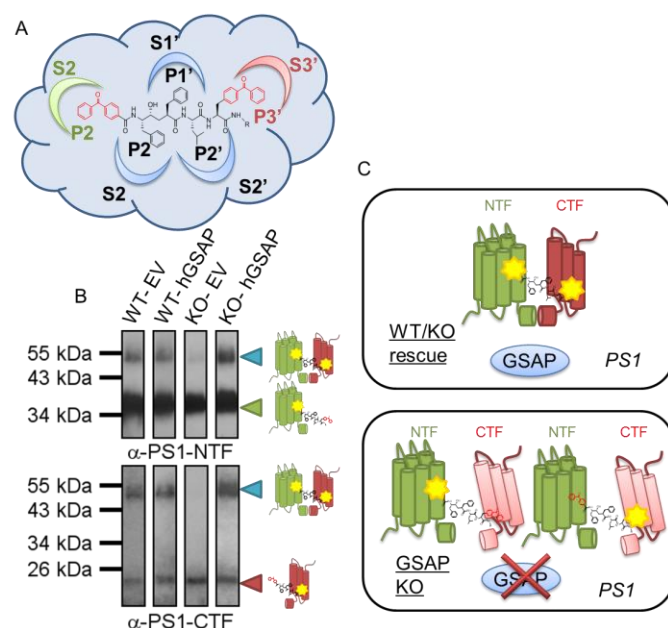 A
S1'
S3'
S2
P1'
P2
O
OH
H
N
O
O
H
N
N
H
O
O
NH-R
P3'
P2
P2'
S2
S2'
B
WT- EV
WT- hGSAP
KO- EV
KO- hGSAP
55 kDa
43 kDa
34 kDa
α-PS1-NTF
55 kDa
43 kDa
34 kDa
26 kDa
α-PS1-CTF
C
NTF CTF
WT/KO
rescue
GSAP PS1
NTF CTF NTF CTF
GSAP
KO
GSAP PS1